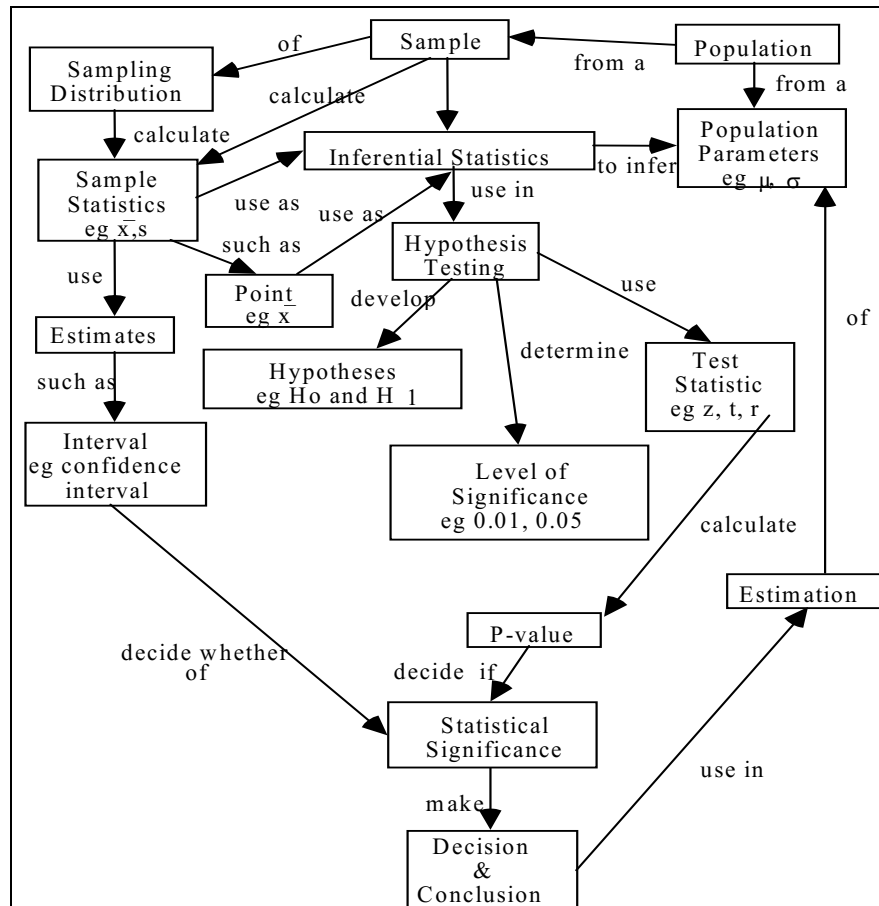 of
Sample
Population
from a
Sampling
Distribution
from a
calculate
calculate
Inferential Statistics
to infer
Population
Parameters
eg μ, σ
Sample
Statistics
eg x̄,s
use as
use as
use in
such as
Hypothesis
Testing
use
Point
eg x̄
use
develop
Estimates
of
determine
Hypotheses
eg Ho and H 1
Test
Statistic
eg z, t, r
such as
Interval
eg confidence
interval
Level of
Significance
eg 0.01, 0.05
calculate
Estimation
P-value
decide whether
of
decide if
Statistical
Significance
use in
make
Decision
&
Conclusion